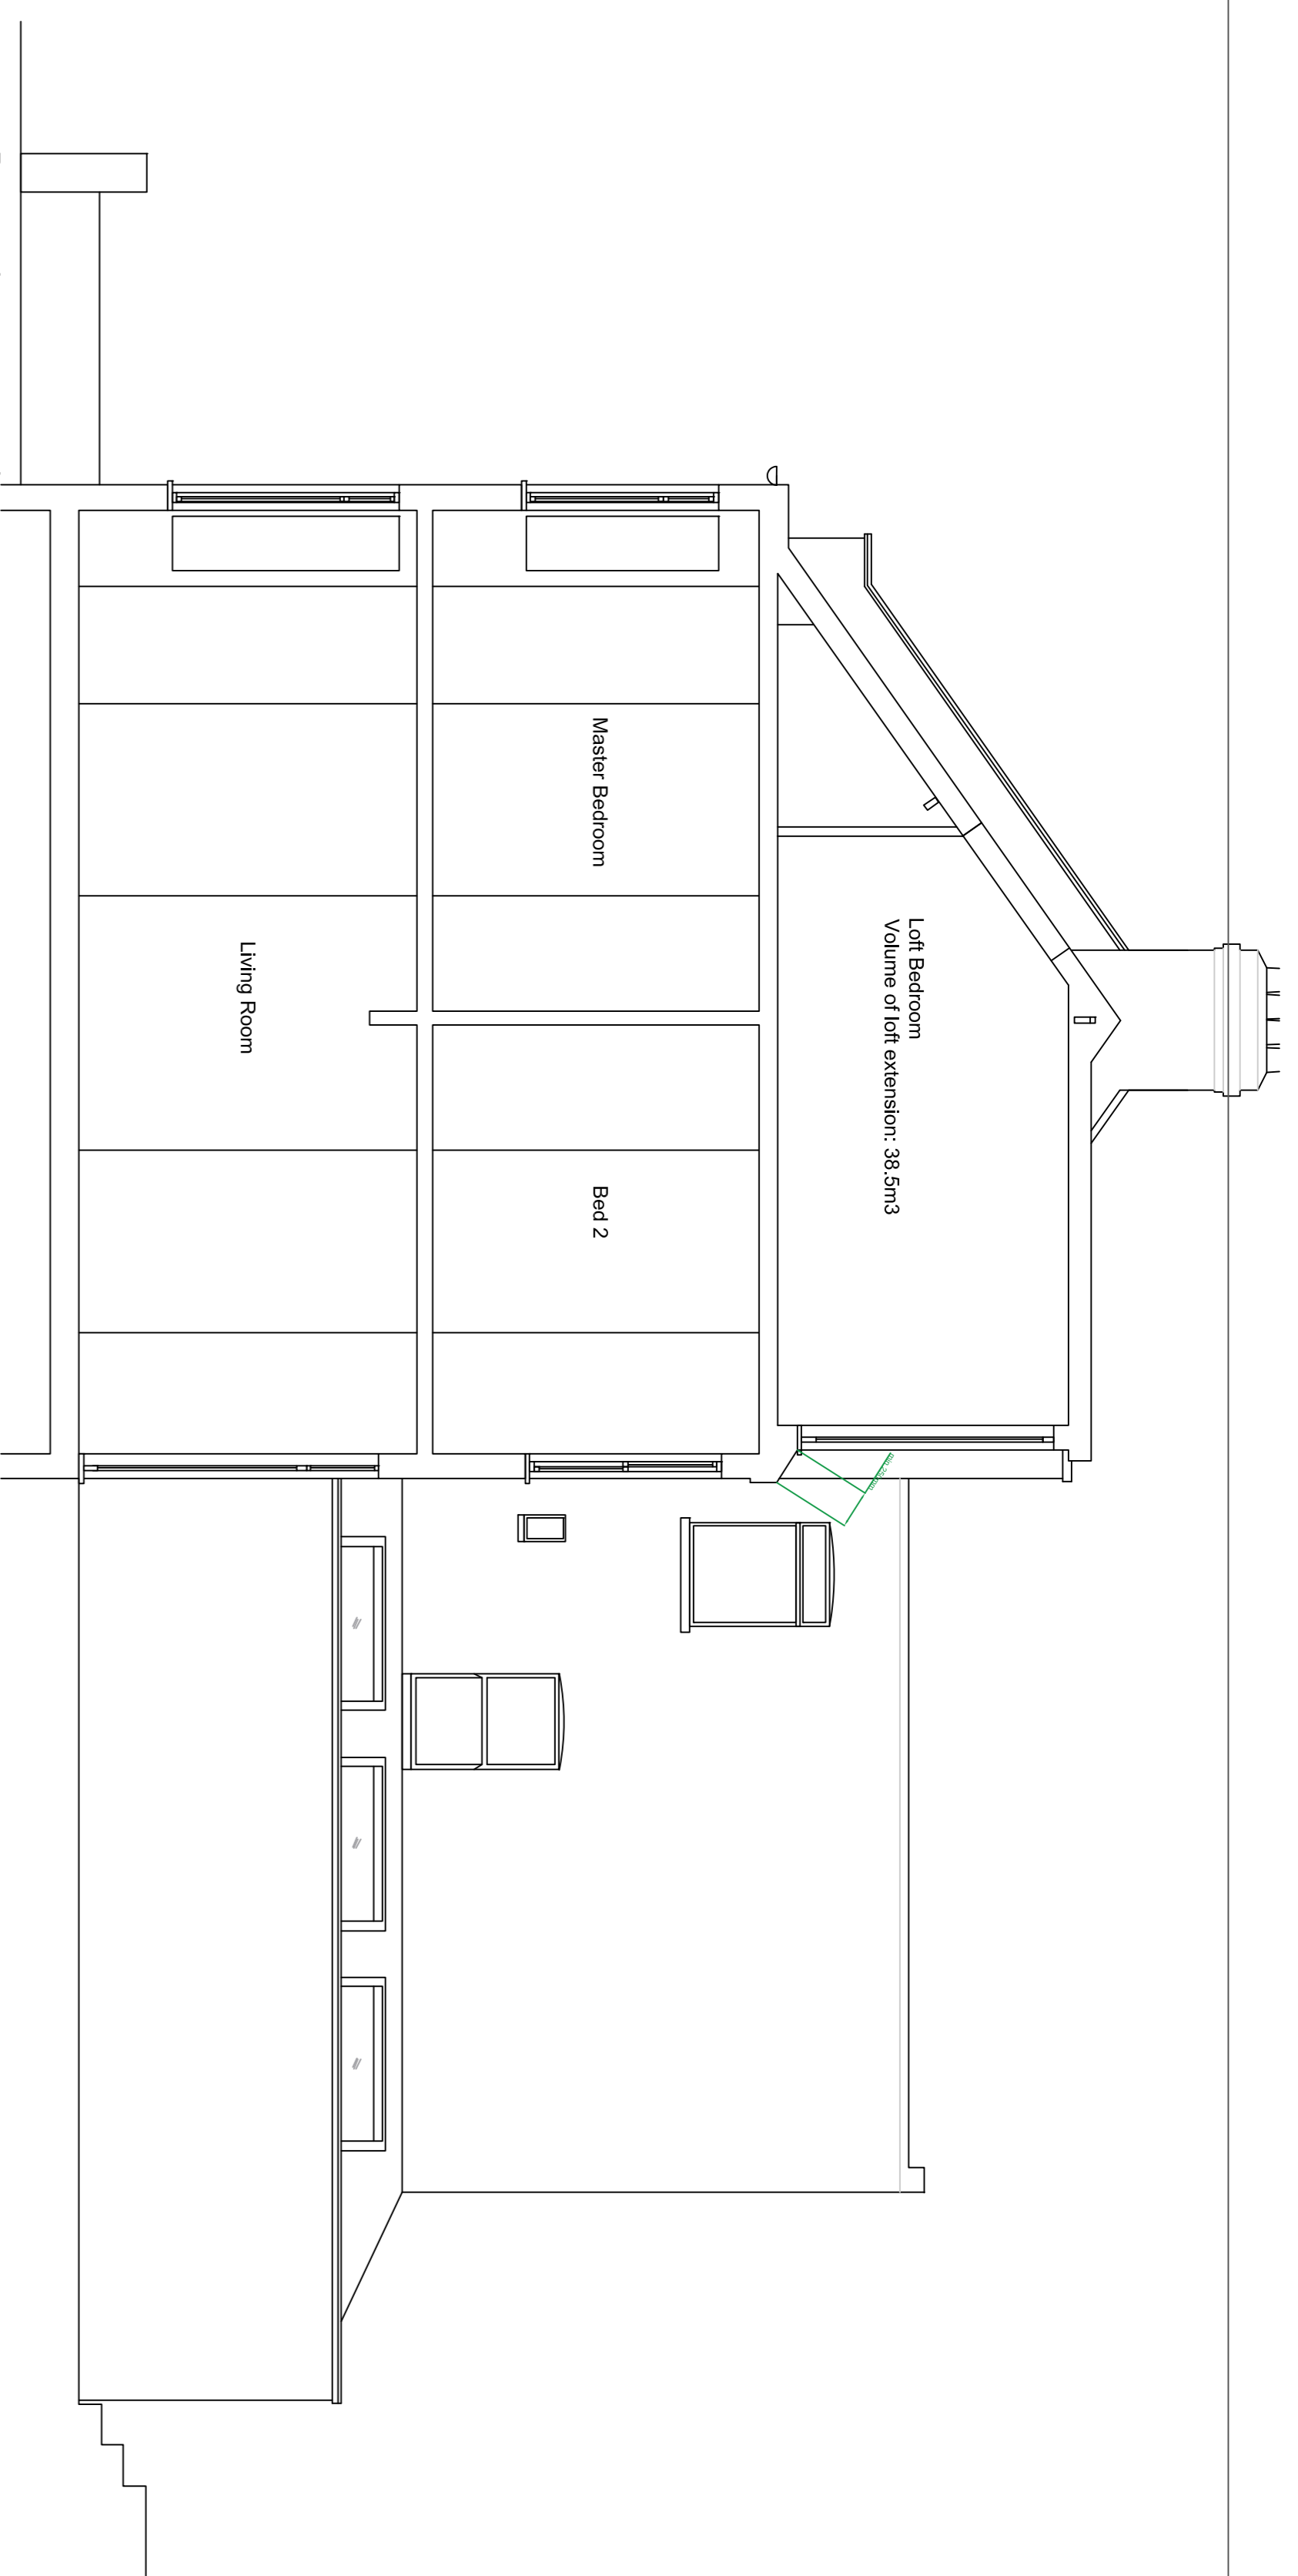 Loft Bedroom
Volume of loft extension: 38.5m3
Master Bedroom
Bed 2
Living Room